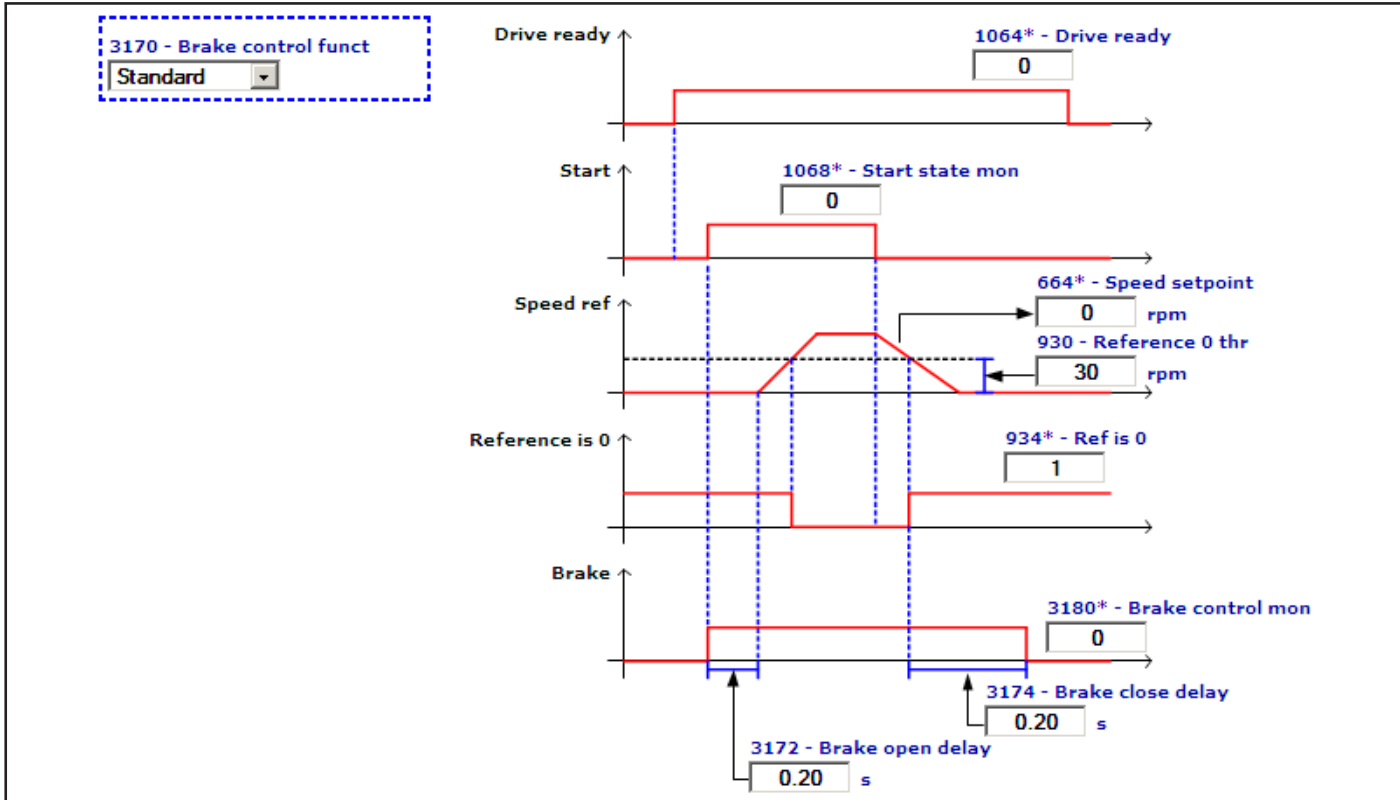 3170 - Brake control funct
Standard
Drive ready
1064* - Drive ready
0
Start
1068* - Start state mon
0
Speed ref
664* - Speed setpoint
0 rpm
930 - Reference 0 thr
30 rpm
Reference is 0
934* - Ref is 0
1
Brake
3180* - Brake control mon
0
3174 - Brake close delay
0.20 s
3172 - Brake open delay
0.20 s